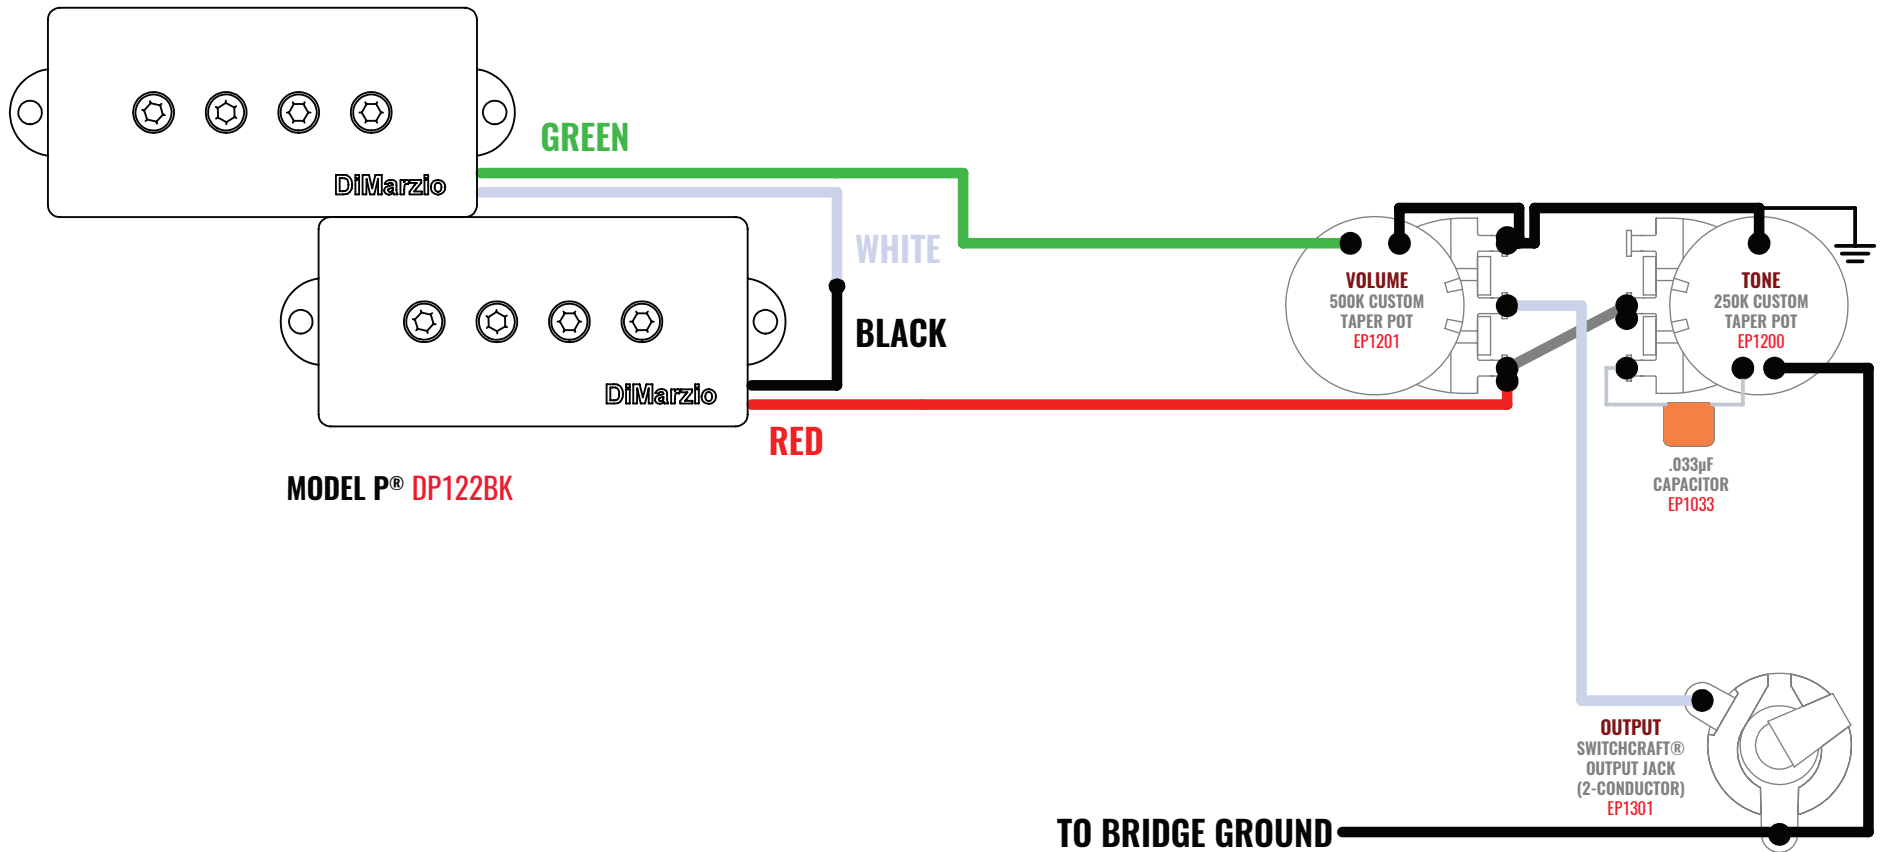 DiMarzio
GREEN
WHITE
BLACK
DiMarzio
RED
MODEL P® DP122BK
VOLUME
500K CUSTOM
TAPER POT
EP1201
TONE
250K CUSTOM
TAPER POT
EP1200
.033µF
CAPACITOR
EP1033
OUTPUT
SWITCHCRAFT®
OUTPUT JACK
(2-CONDUCTOR)
EP1301
TO BRIDGE GROUND